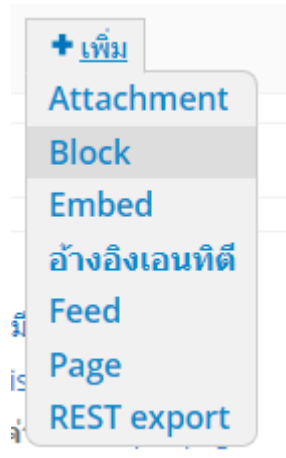 เพิ่ม
Attachment
Block
Embed
อ้างอิงเอนทิตี
Feed
Page
REST export